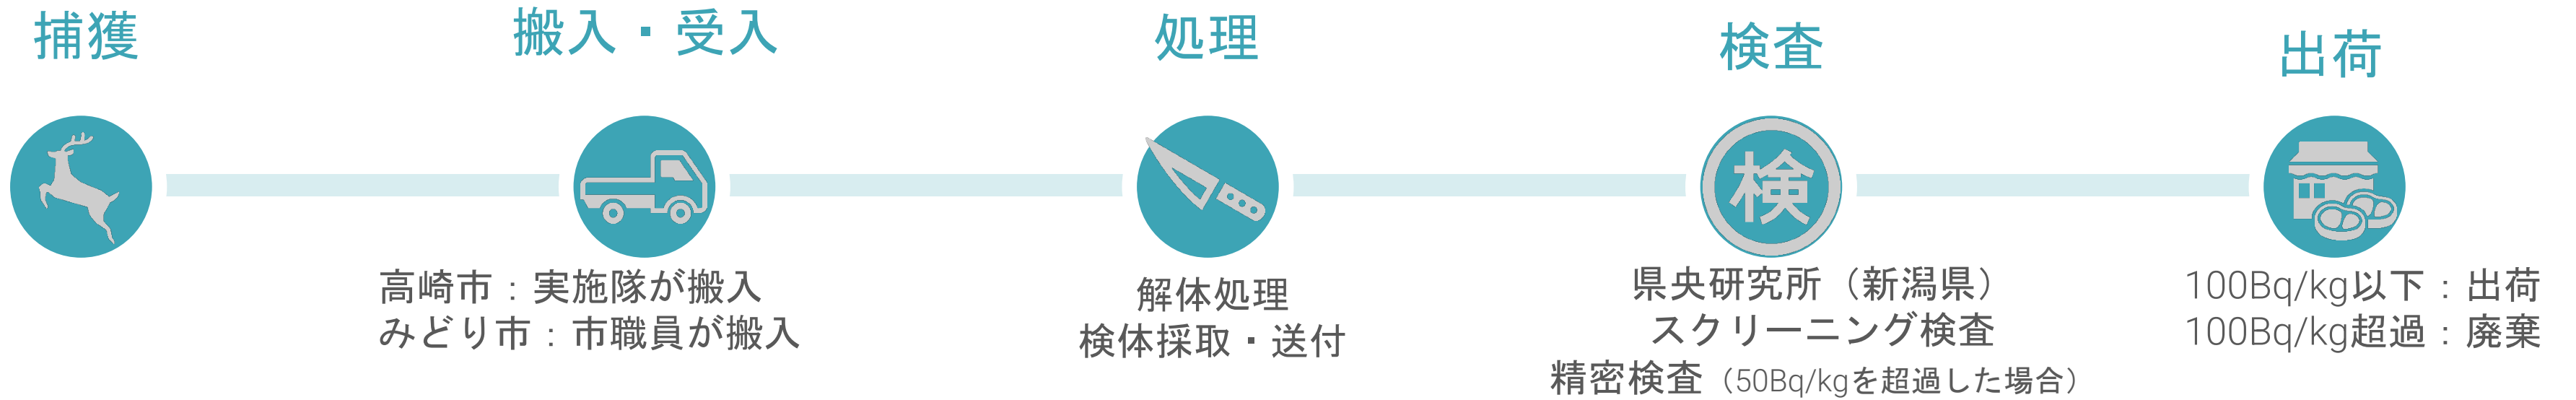 捕獲
搬入・受入
処理
検査
出荷
検
高崎市：実施隊が搬入
みどり市：市職員が搬入
解体処理
検体採取・送付
県央研究所（新潟県）
スクリーニング検査
精密検査（50Bq/kgを超過した場合）
100Bq/kg以下：出荷
100Bq/kg超過：廃棄